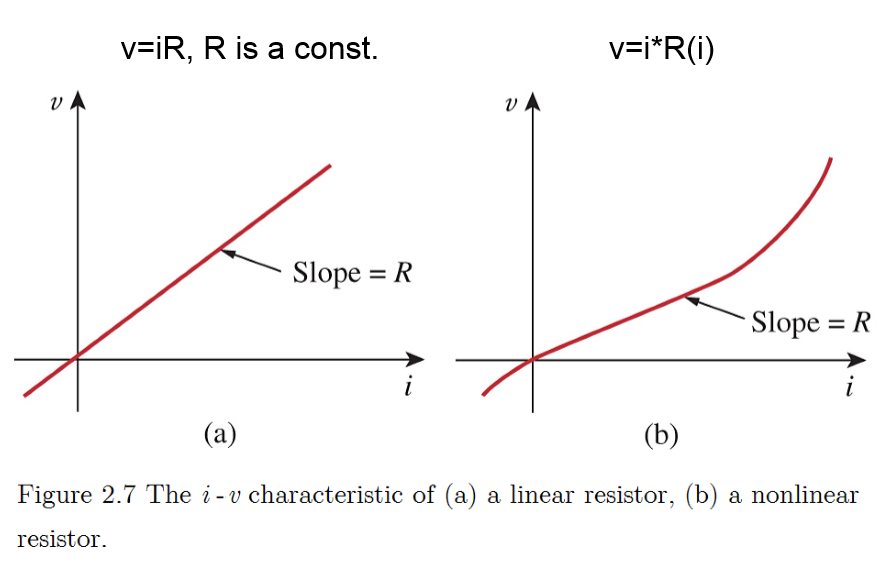 v=iR, R is a const.
v=i*R(i)
v
Slope = R
i
(a)
v
Slope = R
i
(b)
Figure 2.7 The i - v characteristic of (a) a linear resistor, (b) a nonlinear
resistor.